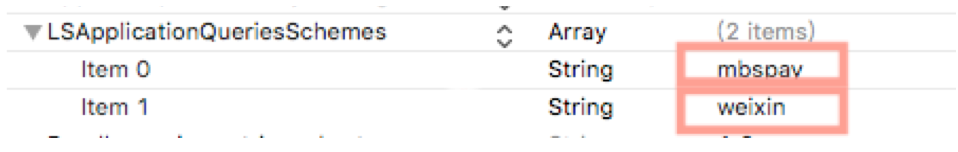 LSApplicationQueriesSchemes Array (2 items)
Item 0 String mbspay
Item 1 String weixin